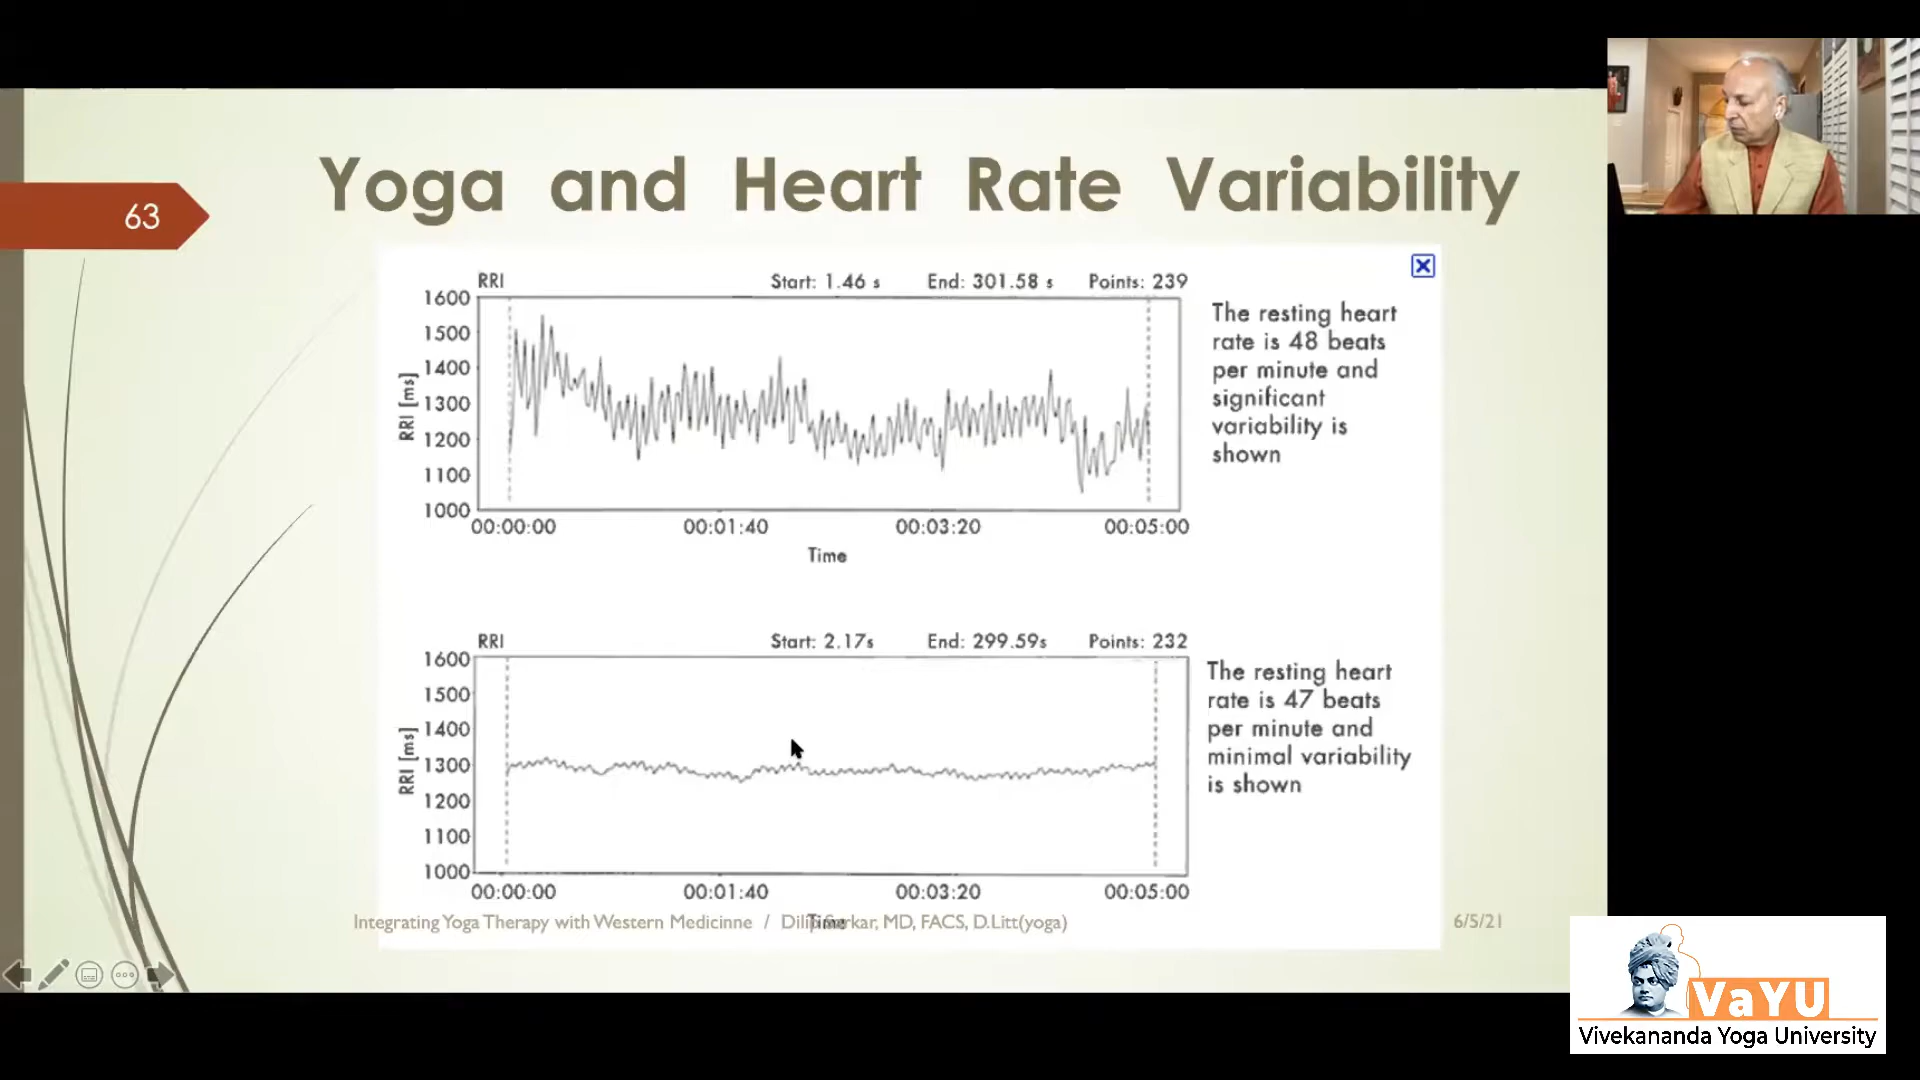 Yoga and Heart Rate Variability
63
RRI Start: 1.46 s End: 301.58 s Points: 239
1600
1500
1400
1300
1200
1100
1000
RRI [ms]
00:00:00 00:01:40 00:03:20 00:05:00
Time
The resting heart
rate is 48 beats
per minute and
significant
variability is
shown
RRI Start: 2.17s End: 299.59s Points: 232
1600
1500
1400
1300
1200
1100
1000
RRI [ms]
00:00:00 00:01:40 00:03:20 00:05:00
Time
The resting heart
rate is 47 beats
per minute and
minimal variability
is shown
Integrating Yoga Therapy with Western Medicinne / Dilip Sarkar, MD, FACS, D.Litt(yoga)
6/5/21
VaYU
Vivekananda Yoga University